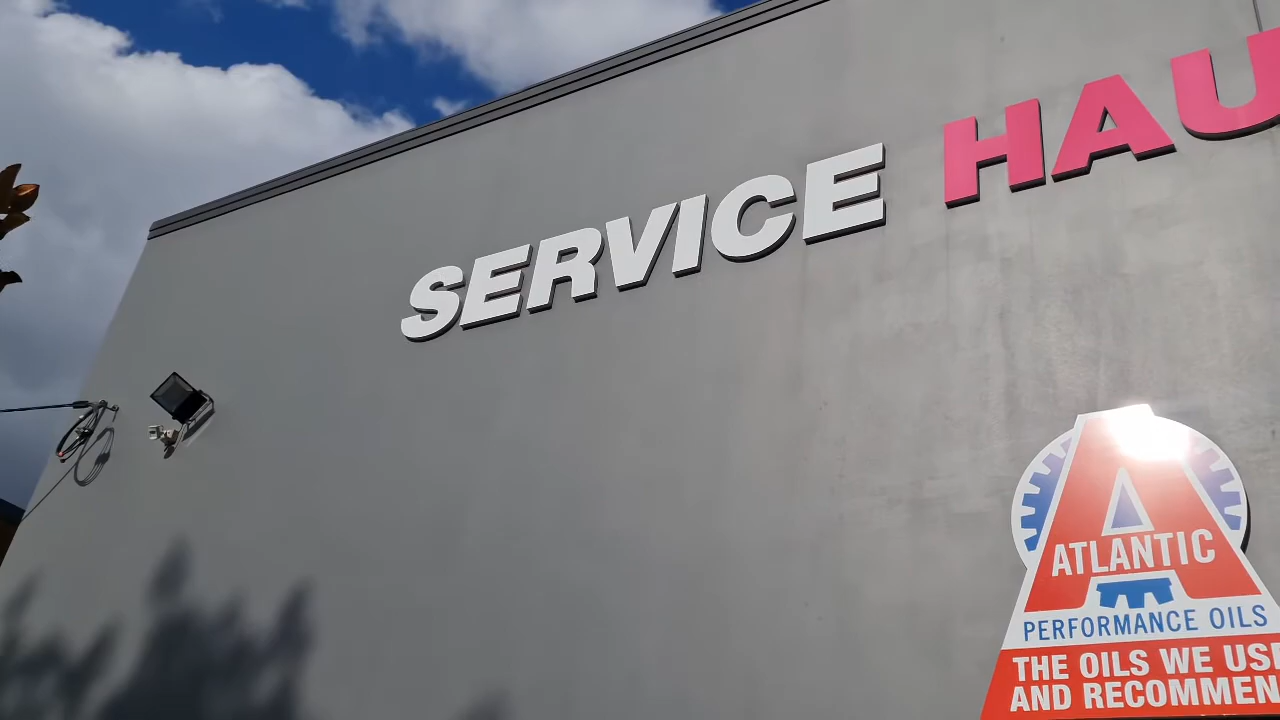 SERVICE HAU
ATLANTIC
PERFORMANCE OILS
THE OILS WE USE
AND RECOMMEN